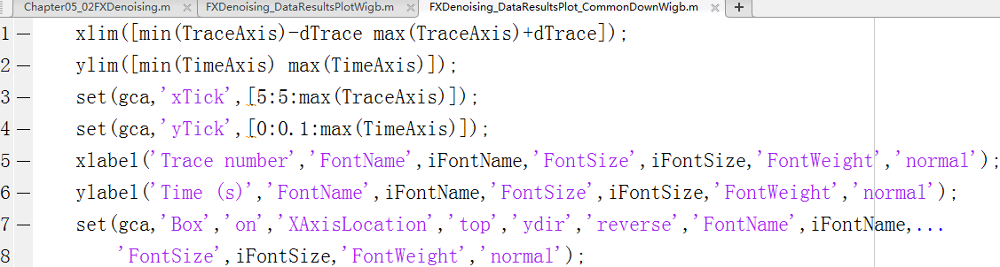 Chapter05_02FXDenoising.m × FXDenoising_DataResultsPlotWigb.m × FXDenoising_DataResultsPlot_CommonDownWigb.m × +
1 — xlim([min(TraceAxis)-dTrace max(TraceAxis)+dTrace]);
2 — ylim([min(TimeAxis) max(TimeAxis)]);
3 — set(gca,'xTick',[5:5:max(TraceAxis)]);
4 — set(gca,'yTick',[0:0.1:max(TimeAxis)]);
5 — xlabel('Trace number','FontName',iFontName,'FontSize',iFontSize,'FontWeight','normal');
6 — ylabel('Time (s)','FontName',iFontName,'FontSize',iFontSize,'FontWeight','normal');
7 — set(gca,'Box','on','XAxisLocation','top','ydir','reverse','FontName',iFontName,...
8 'FontSize',iFontSize,'FontWeight','normal');